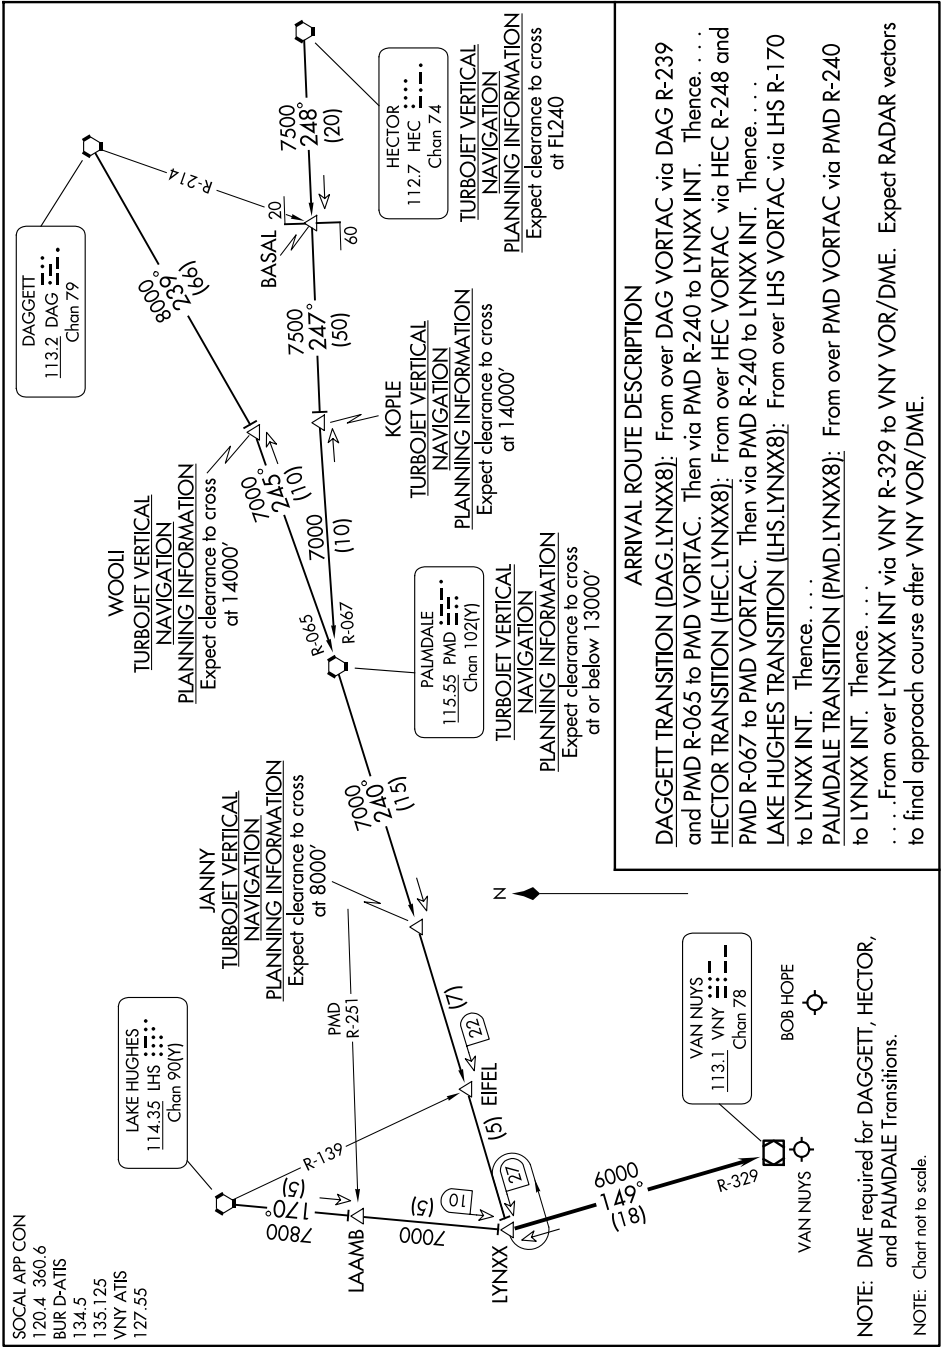 SOCAL APP CON
120.4 360.6
BUR D-ATIS
134.5
135.125
VNY ATIS
127.55
LAKE HUGHES
114.35 LHS
Chan 90(Y)
JANNY
TURBOJET VERTICAL
NAVIGATION
PLANNING INFORMATION
Expect clearance to cross
at 8000'
WOOLI
TURBOJET VERTICAL
NAVIGATION
PLANNING INFORMATION
Expect clearance to cross
at 14000'
DAGGETT
113.2 DAG
Chan 79
8000
239°
(66)
R-214
7000
245°
(10)
BASAL
20
60
7500
248°
(20)
7500
247°
(50)
HECTOR
112.7 HEC
Chan 74
TURBOJET VERTICAL
NAVIGATION
PLANNING INFORMATION
Expect clearance to cross
at FL240
KOPLE
TURBOJET VERTICAL
NAVIGATION
PLANNING INFORMATION
Expect clearance to cross
at 14000'
7000
(10)
R-065
R-067
PALMDALE
115.55 PMD
Chan 102(Y)
TURBOJET VERTICAL
NAVIGATION
PLANNING INFORMATION
Expect clearance to cross
at or below 13000'
7000
240°
(15)
PMD
R-251
R-139
7800
170°
(5)
LAAMB
7000
(5)
10
(7)
22
EIFEL
(5)
27
LYNXX
6000
149°
(18)
R-329
VAN NUYS
113.1 VNY
Chan 78
VAN NUYS
BOB HOPE
N
NOTE: DME required for DAGGETT, HECTOR,
and PALMDALE Transitions.
NOTE: Chart not to scale.
ARRIVAL ROUTE DESCRIPTION
DAGGETT TRANSITION (DAG.LYNXX8): From over DAG VORTAC via DAG R-239
and PMD R-065 to PMD VORTAC. Then via PMD R-240 to LYNXX INT. Thence. . . .
HECTOR TRANSITION (HEC.LYNXX8): From over HEC VORTAC via HEC R-248 and
PMD R-067 to PMD VORTAC. Then via PMD R-240 to LYNXX INT. Thence. . . .
LAKE HUGHES TRANSITION (LHS.LYNXX8): From over LHS VORTAC via LHS R-170
to LYNXX INT. Thence. . . .
PALMDALE TRANSITION (PMD.LYNXX8): From over PMD VORTAC via PMD R-240
to LYNXX INT. Thence. . . .
. . . .From over LYNXX INT via VNY R-329 to VNY VOR/DME. Expect RADAR vectors
to final approach course after VNY VOR/DME.